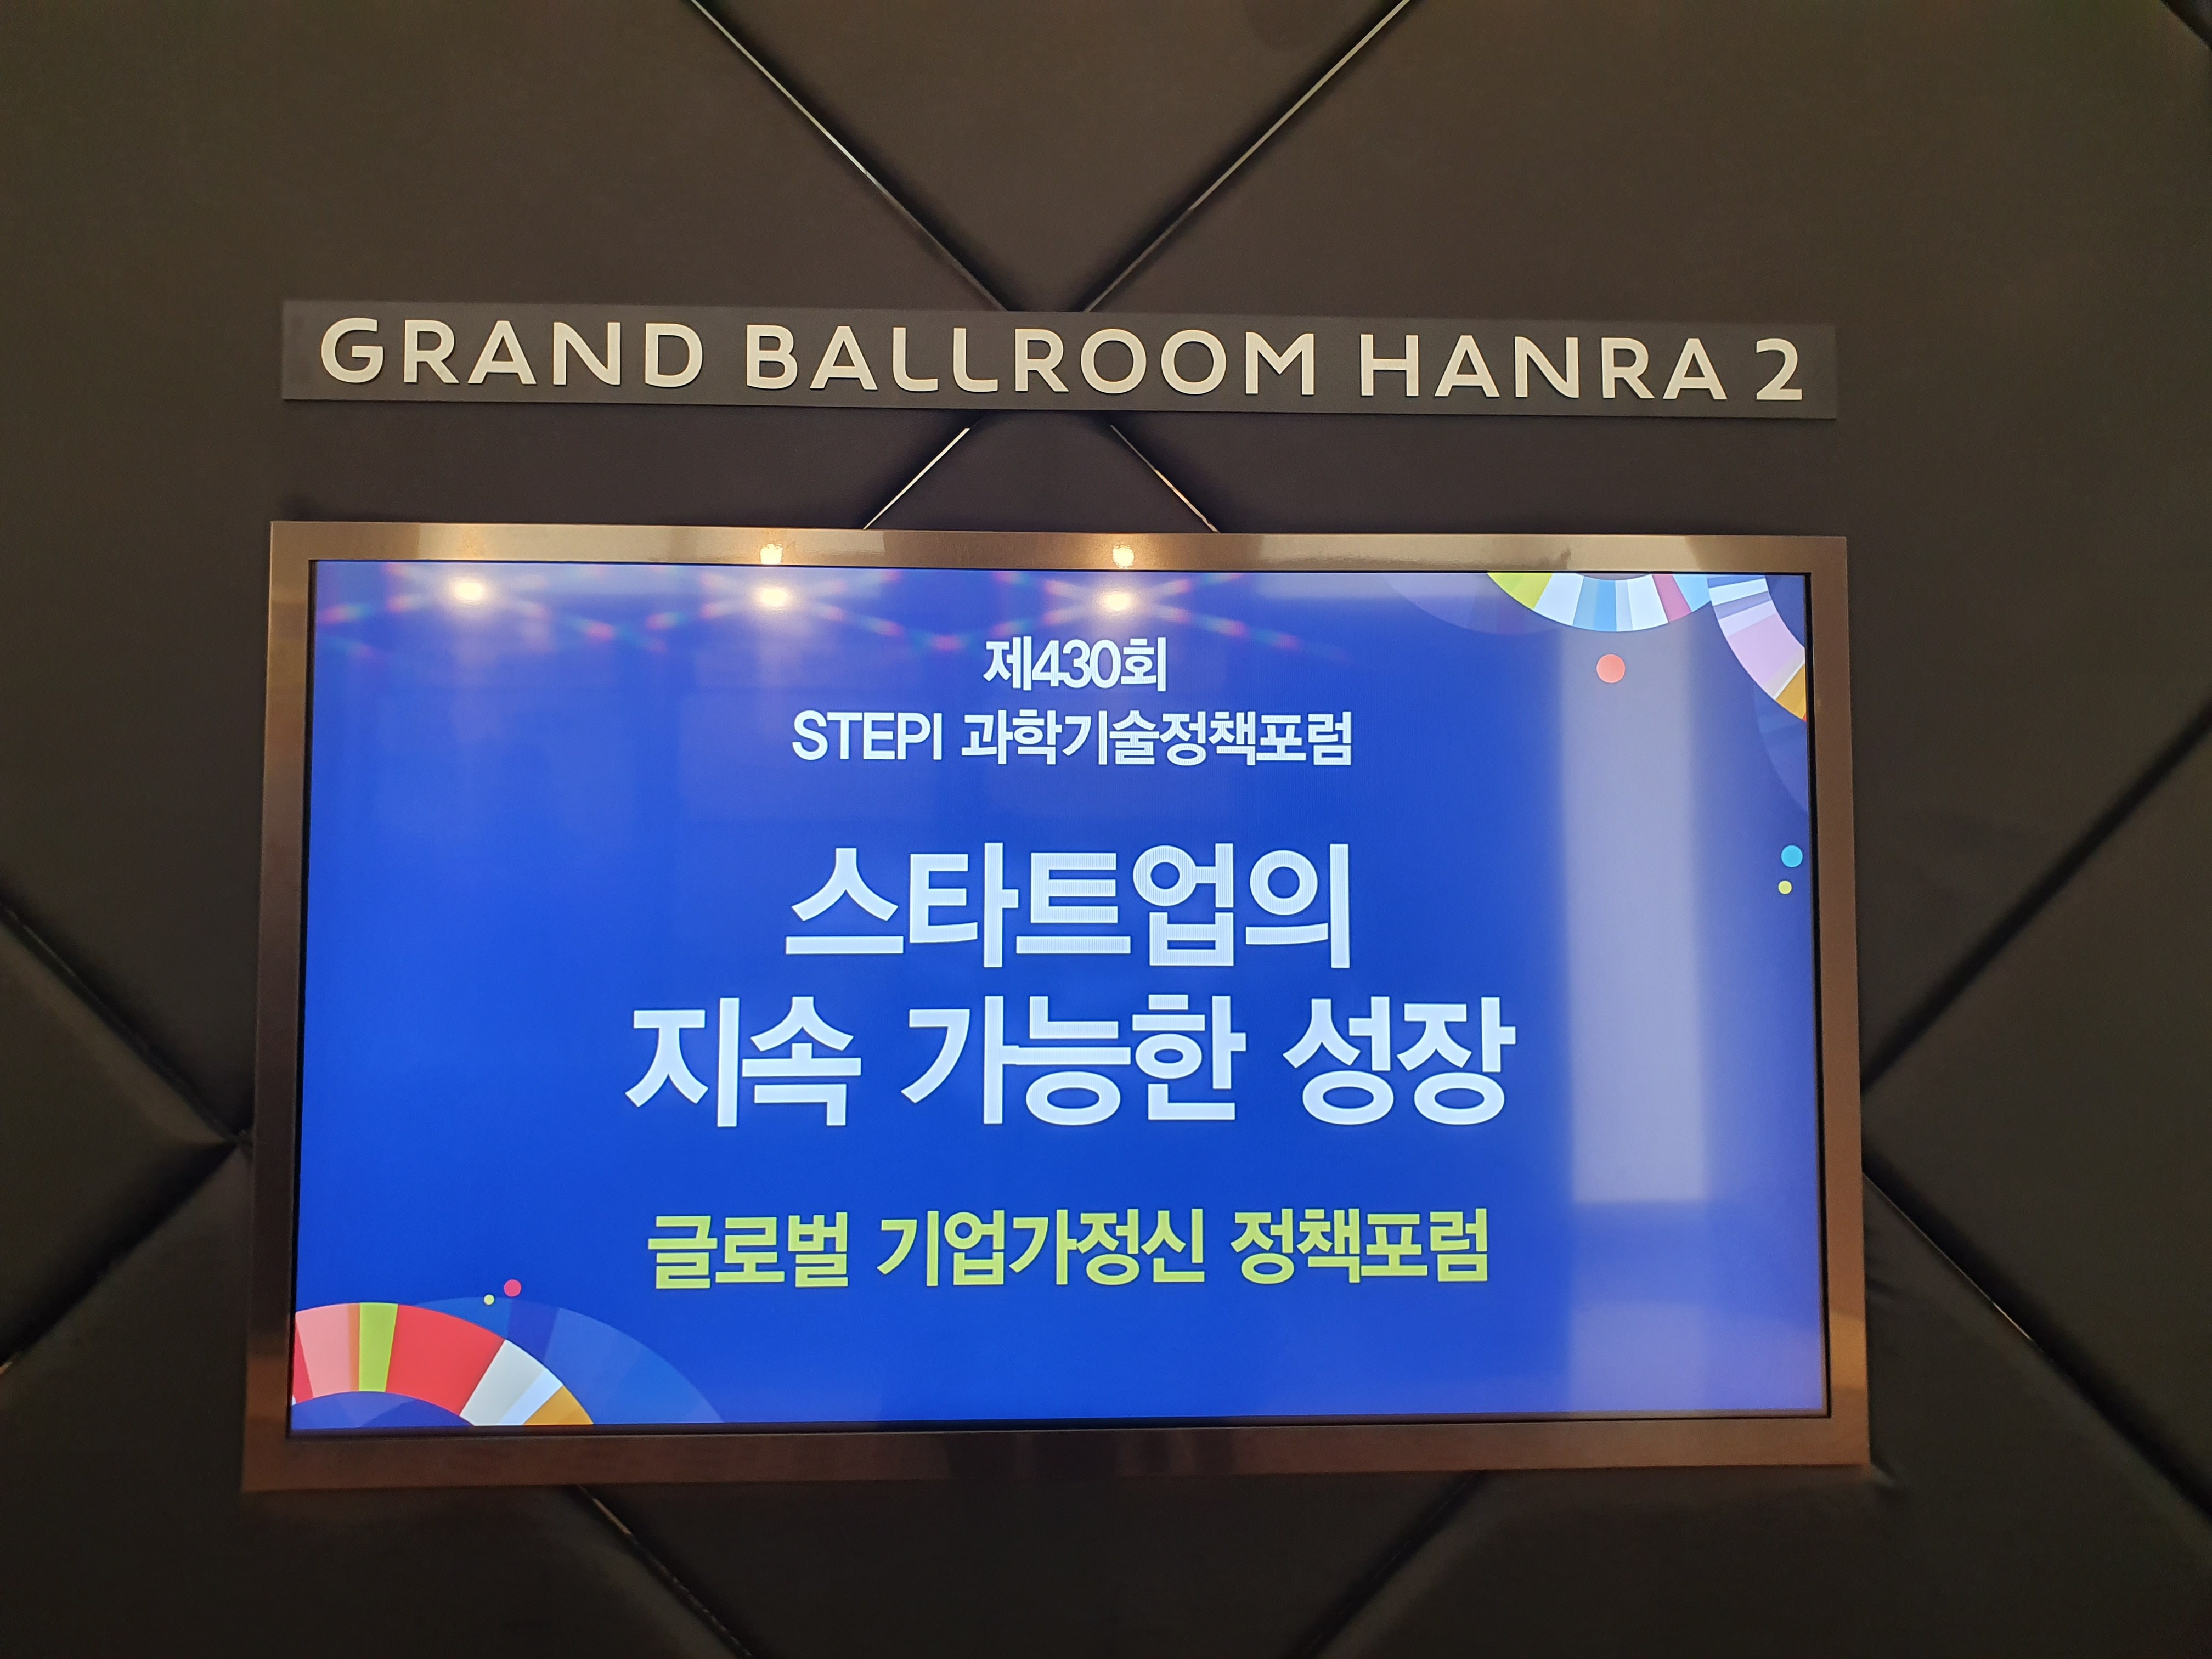 GRAND BALLROOM HANRA 2
제430회
STEPI 과학기술정책포럼
스타트업의
지속 가능한 성장
글로벌 기업가정신 정책포럼